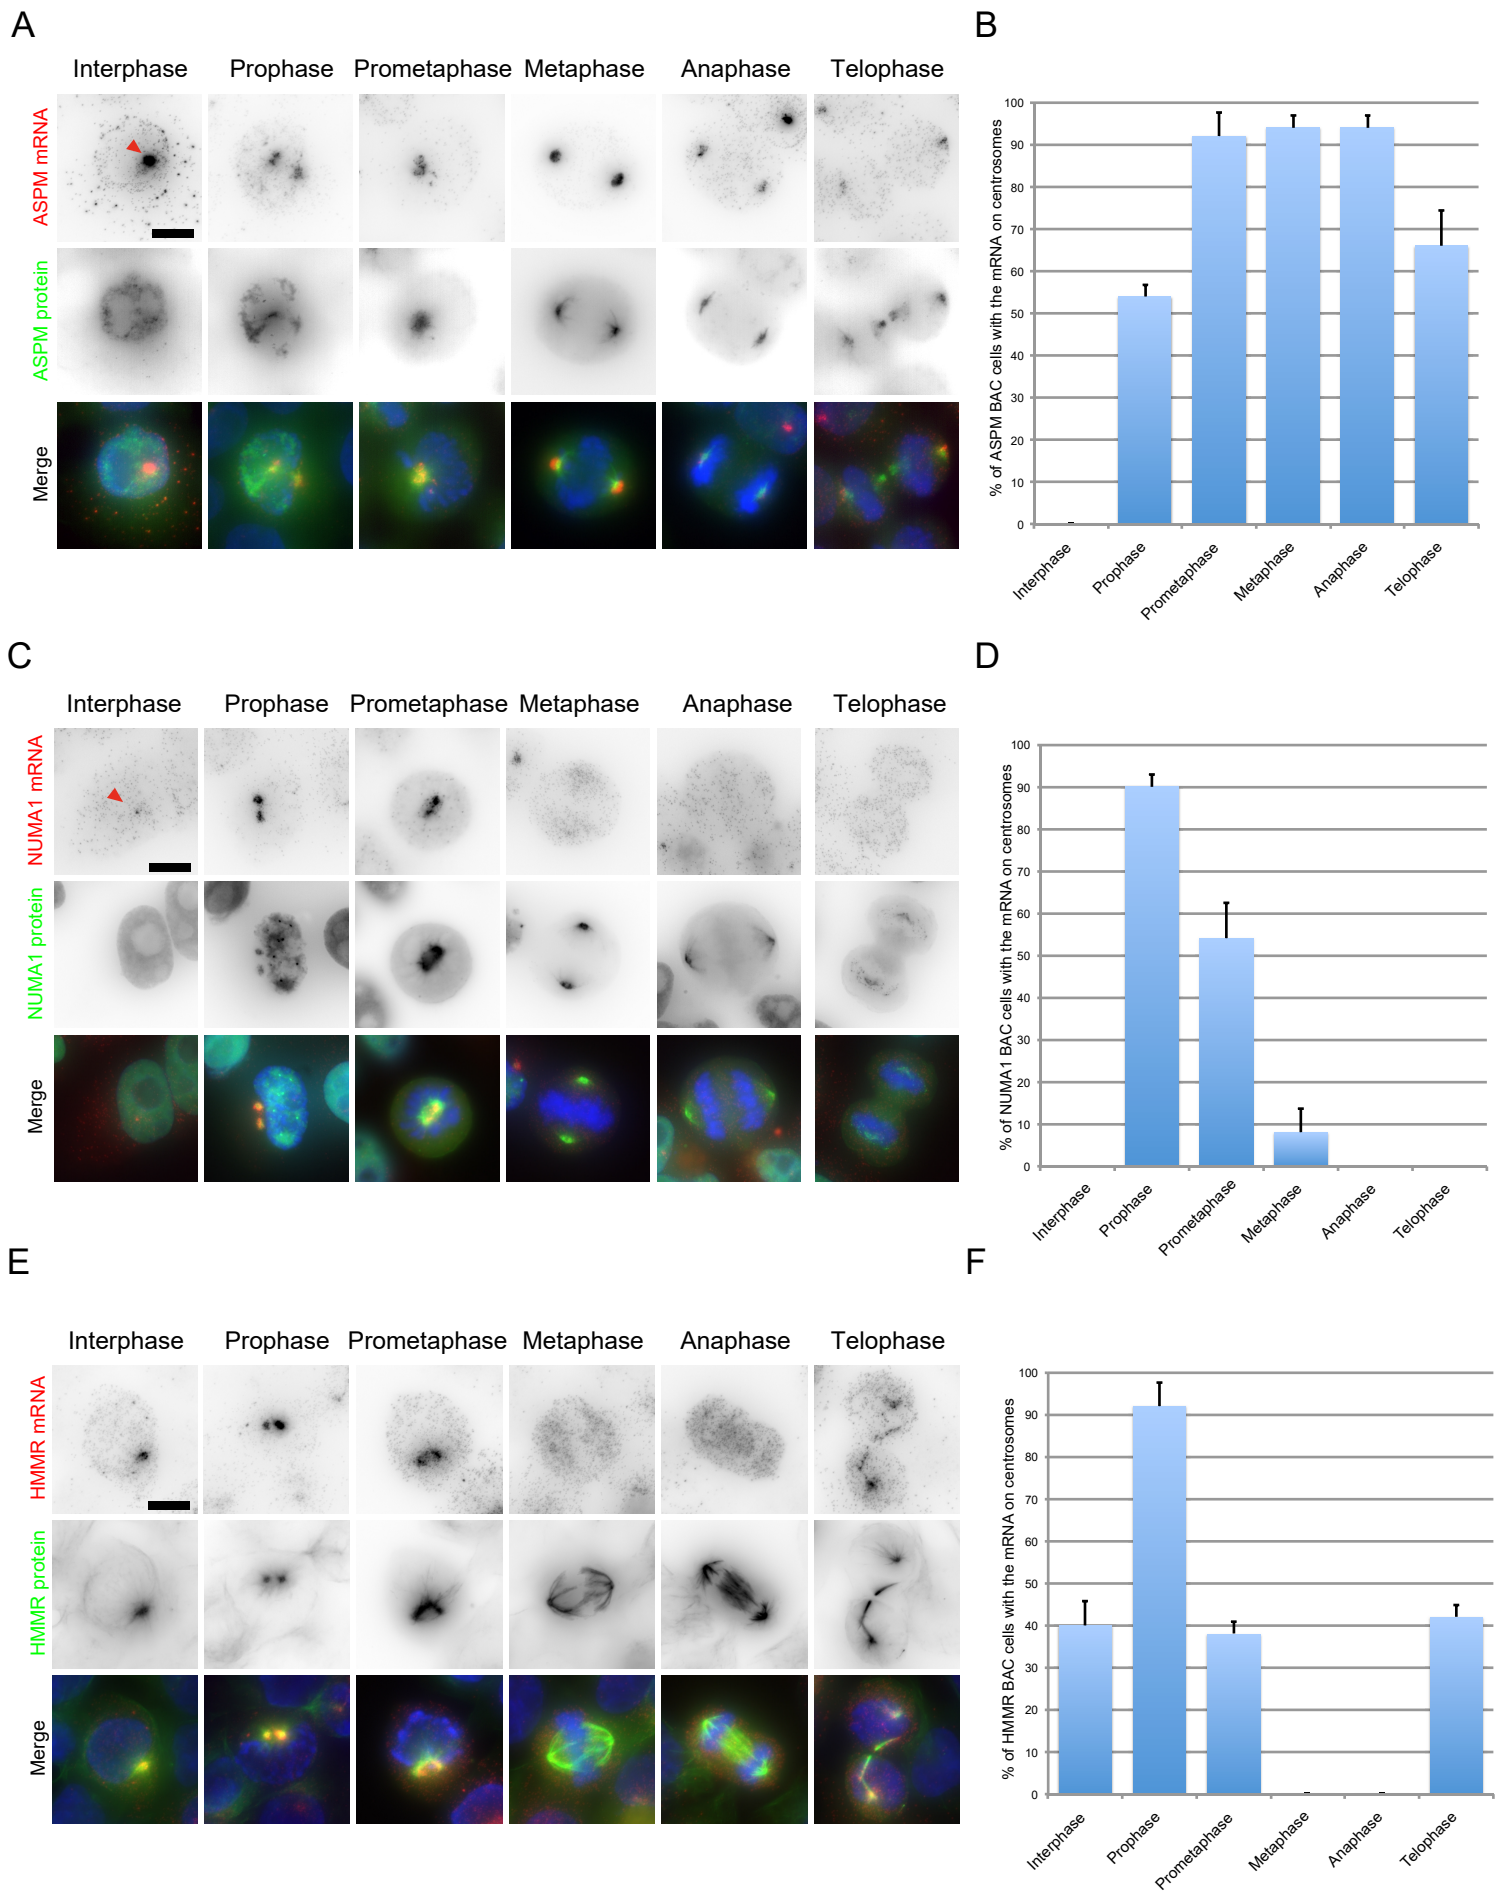 A
Interphase Prophase Prometaphase Metaphase Anaphase Telophase
ASPM mRNA
ASPM protein
Merge
B
% of ASPM BAC cells with the mRNA on centrosomes
100
90
80
70
60
50
40
30
20
10
0
Interphase Prophase Prometaphase Metaphase Anaphase Telophase
C
Interphase Prophase Prometaphase Metaphase Anaphase Telophase
NUMA1 mRNA
NUMA1 protein
Merge
D
% of NUMA1 BAC cells with the mRNA on centrosomes
100
90
80
70
60
50
40
30
20
10
0
Interphase Prophase Prometaphase Metaphase Anaphase Telophase
E
Interphase Prophase Prometaphase Metaphase Anaphase Telophase
HMMR mRNA
HMMR protein
Merge
F
% of HMMR BAC cells with the mRNA on centrosomes
100
90
80
70
60
50
40
30
20
10
0
Interphase Prophase Prometaphase Metaphase Anaphase Telophase